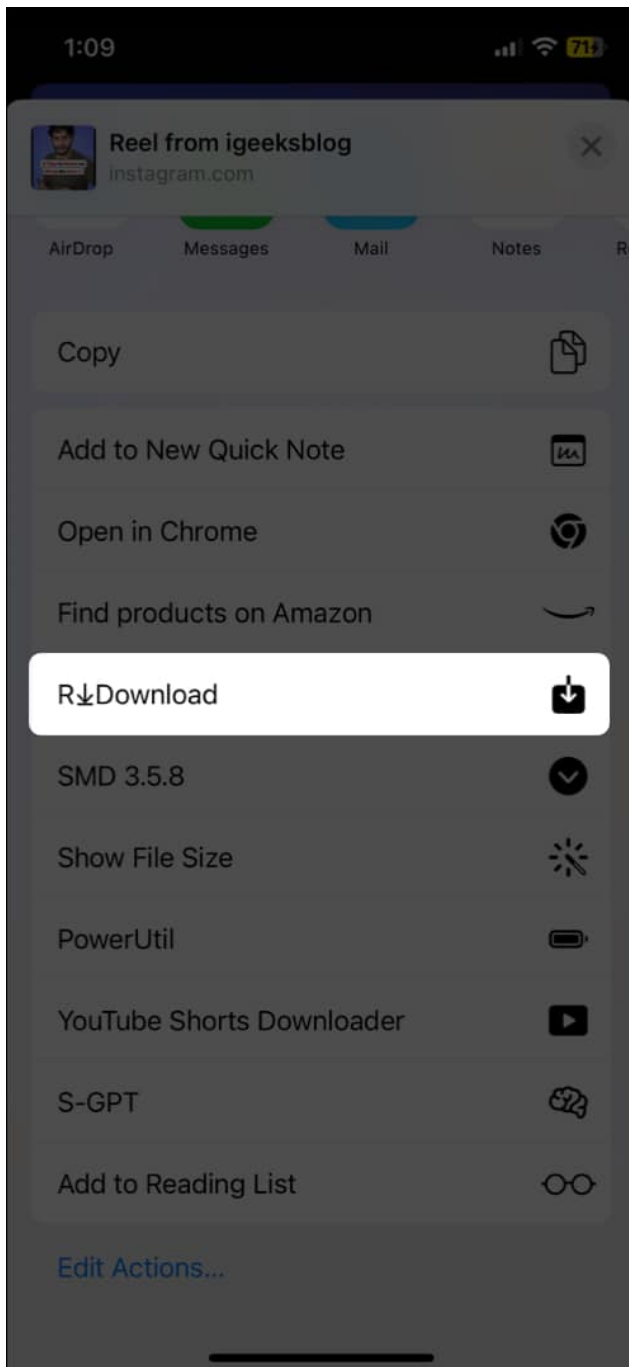 1:09
71
Reel from igeeksblog
instagram.com
AirDrop Messages Mail Notes R
Copy
Add to New Quick Note
Open in Chrome
Find products on Amazon
R↓Download
SMD 3.5.8
Show File Size
PowerUtil
YouTube Shorts Downloader
S-GPT
Add to Reading List
Edit Actions...